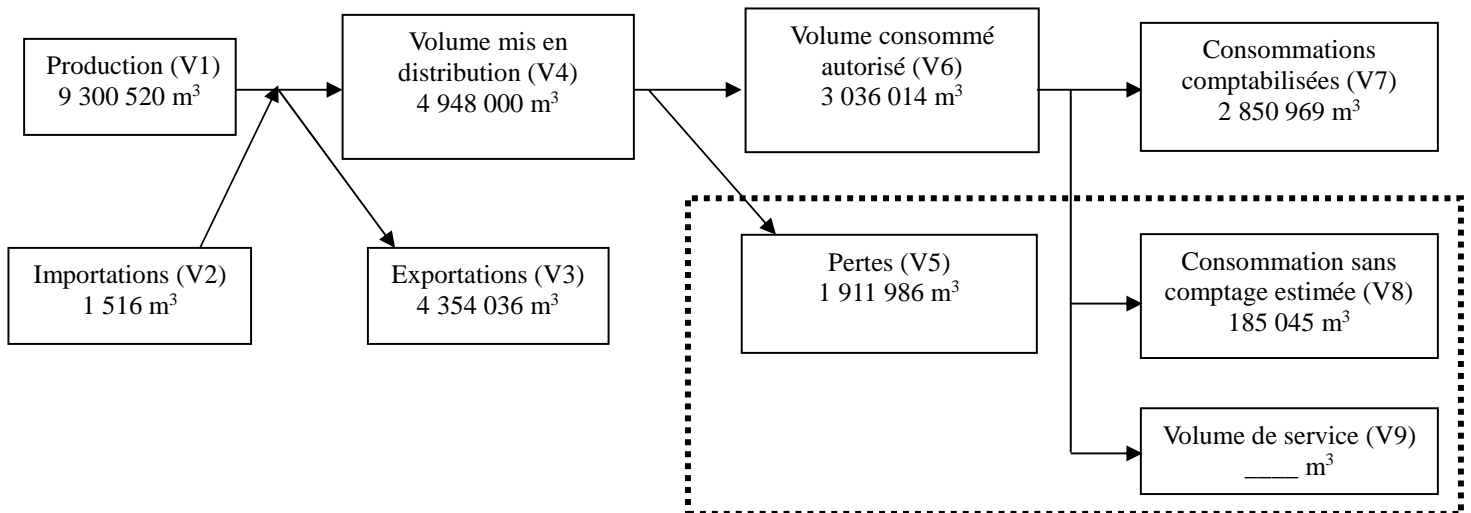 Production (V1)
9 300 520 m³
Volume mis en
distribution (V4)
4 948 000 m³
Volume consommé
autorisé (V6)
3 036 014 m³
Consommations
comptabilisées (V7)
2 850 969 m³
Importations (V2)
1 516 m³
Exportations (V3)
4 354 036 m³
Pertes (V5)
1 911 986 m³
Consommation sans
comptage estimée (V8)
185 045 m³
Volume de service (V9)
____ m³